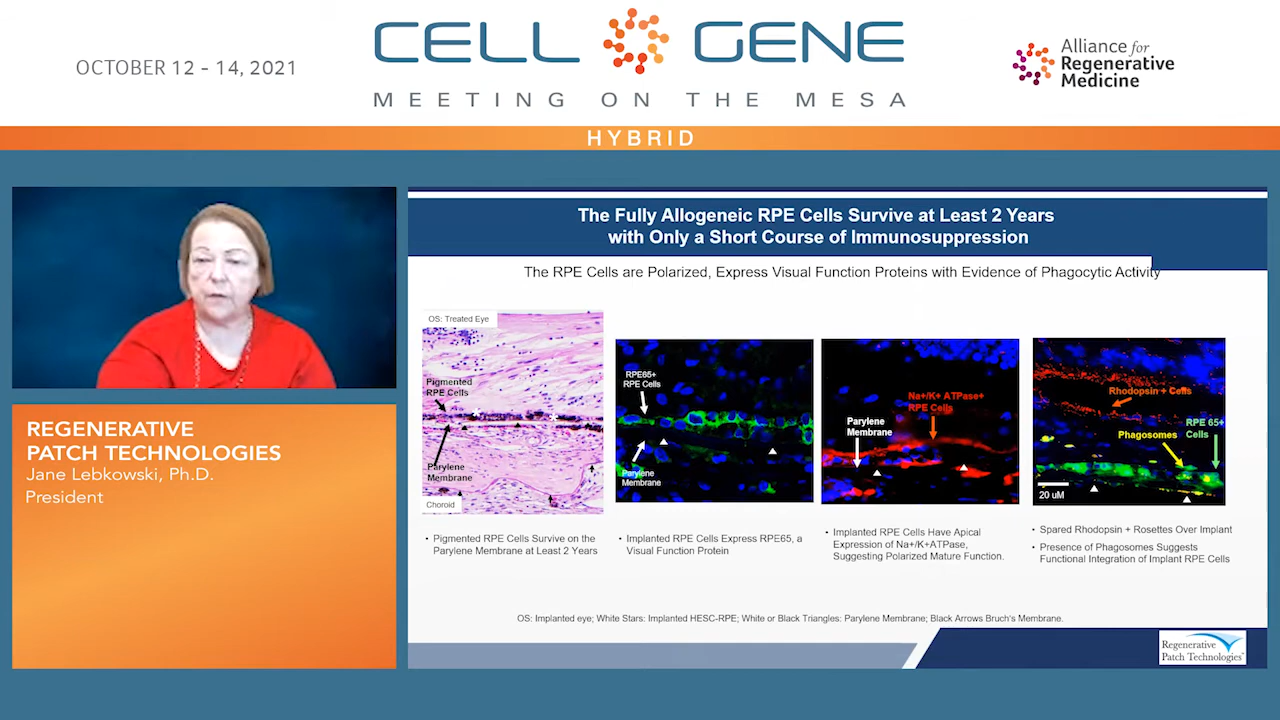 OCTOBER 12 - 14, 2021
CELL GENE
MEETING ON THE MESA
Alliance for
Regenerative
Medicine
HYBRID
REGENERATIVE
PATCH TECHNOLOGIES
Jane Lebkowski, Ph.D.
President
The Fully Allogeneic RPE Cells Survive at Least 2 Years
with Only a Short Course of Immunosuppression
The RPE Cells are Polarized, Express Visual Function Proteins with Evidence of Phagocytic Activity
OS: Treated Eye
Pigmented
RPE Cells
Parylene
Membrane
Choroid
RPE65+
RPE Cells
Parylene
Membrane
Na+/K+ ATPase+
RPE Cells
Parylene
Membrane
Rhodopsin + Cells
RPE 65+
Cells
Phagosomes
20 uM
• Pigmented RPE Cells Survive on the
Parylene Membrane at Least 2 Years
• Implanted RPE Cells Express RPE65, a
Visual Function Protein
• Implanted RPE Cells Have Apical
Expression of Na+/K+ATPase,
Suggesting Polarized Mature Function.
• Spared Rhodopsin + Rosettes Over Implant
• Presence of Phagosomes Suggests
Functional Integration of Implant RPE Cells
OS: Implanted eye; White Stars: Implanted HESC-RPE; White or Black Triangles: Parylene Membrane; Black Arrows Bruch's Membrane.
Regenerative
Patch Technologies™